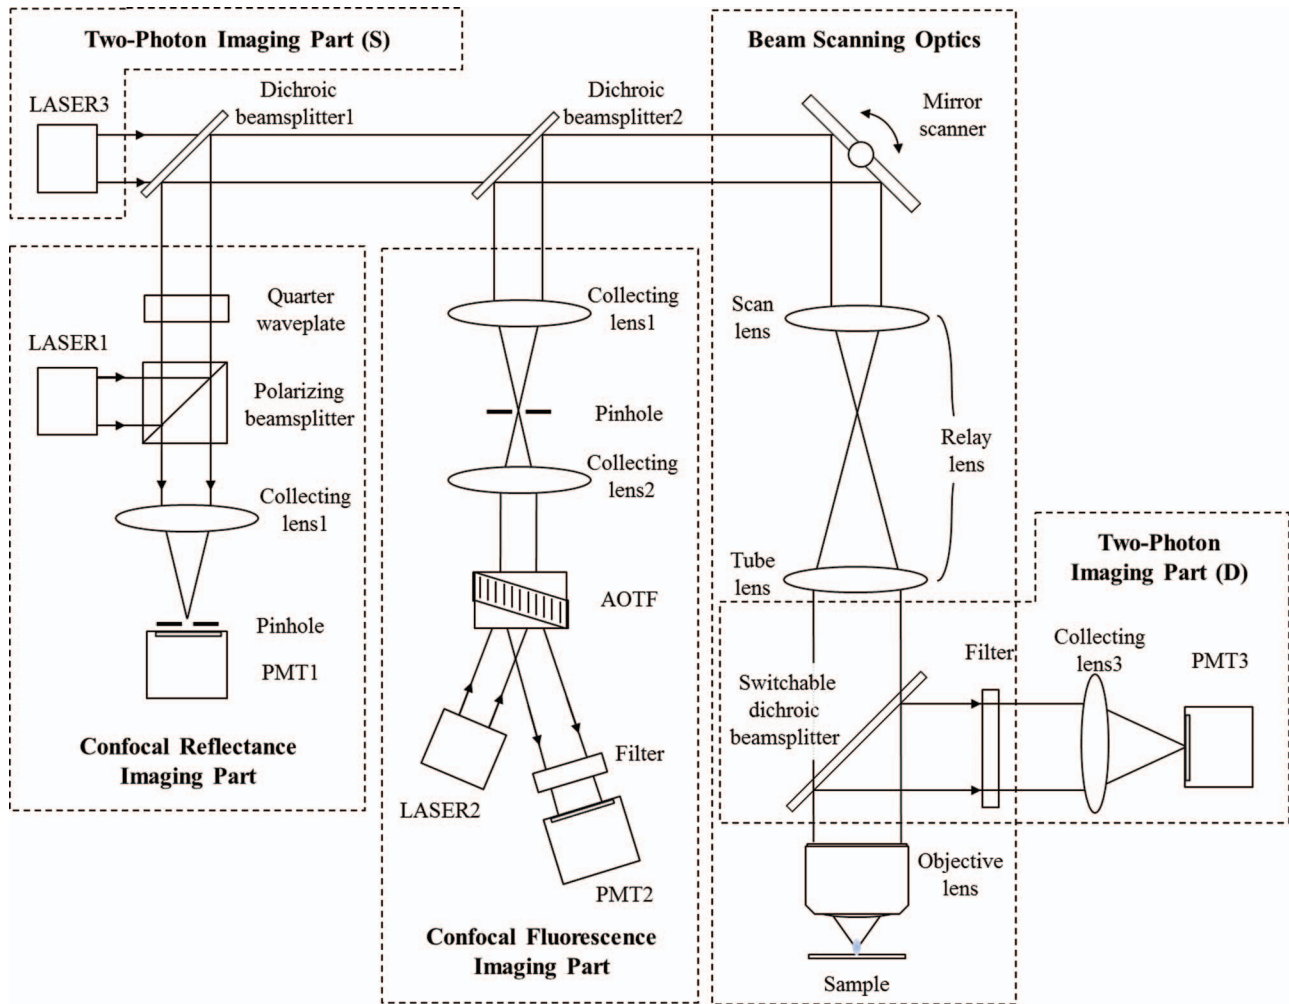 Two-Photon Imaging Part (S)
LASER3
Dichroic
beamsplitter1
Dichroic
beamsplitter2
Beam Scanning Optics
Mirror
scanner
Quarter
waveplate
LASER1
Polarizing
beamsplitter
Collecting
lens1
Pinhole
PMT1
Confocal Reflectance
Imaging Part
Collecting
lens1
Pinhole
Collecting
lens2
AOTF
LASER2
Filter
PMT2
Confocal Fluorescence
Imaging Part
Scan
lens
Relay
lens
Tube
lens
Switchable
dichroic
beamsplitter
Objective
lens
Sample
Two-Photon
Imaging Part (D)
Filter
Collecting
lens3
PMT3